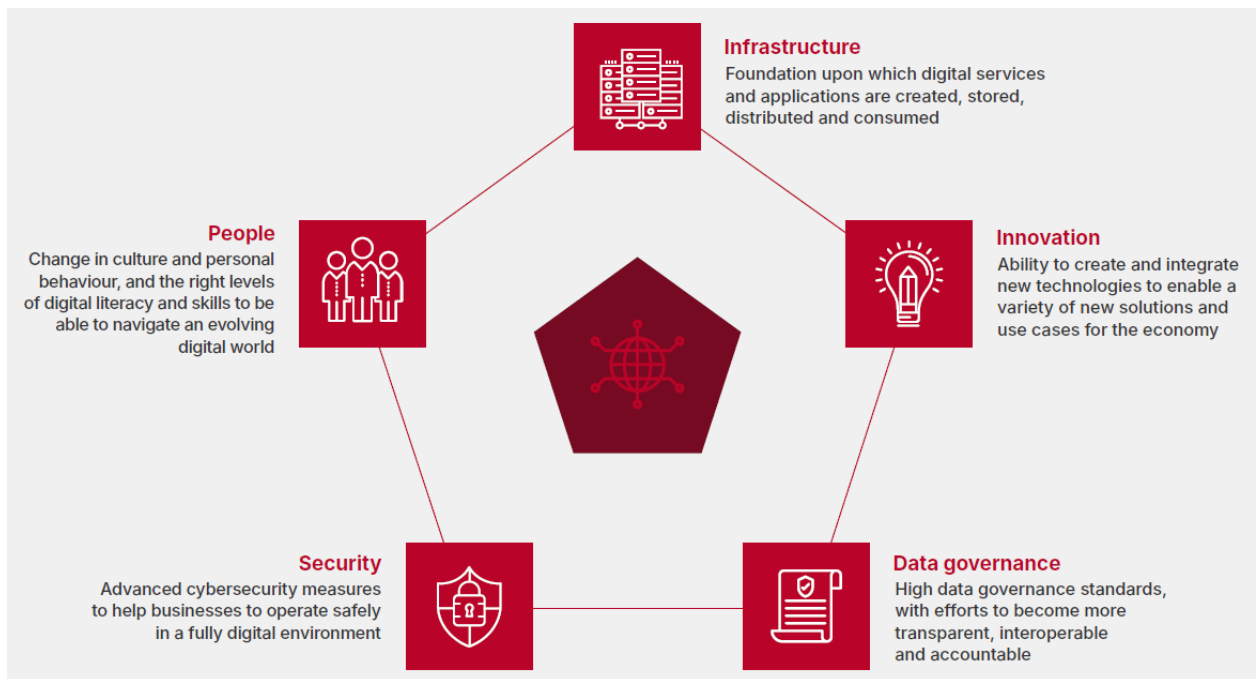 Infrastructure
Foundation upon which digital services
and applications are created, stored,
distributed and consumed
People
Change in culture and personal
behaviour, and the right levels
of digital literacy and skills to be
able to navigate an evolving
digital world
Innovation
Ability to create and integrate
new technologies to enable a
variety of new solutions and
use cases for the economy
Security
Advanced cybersecurity measures
to help businesses to operate safely
in a fully digital environment
Data governance
High data governance standards,
with efforts to become more
transparent, interoperable
and accountable